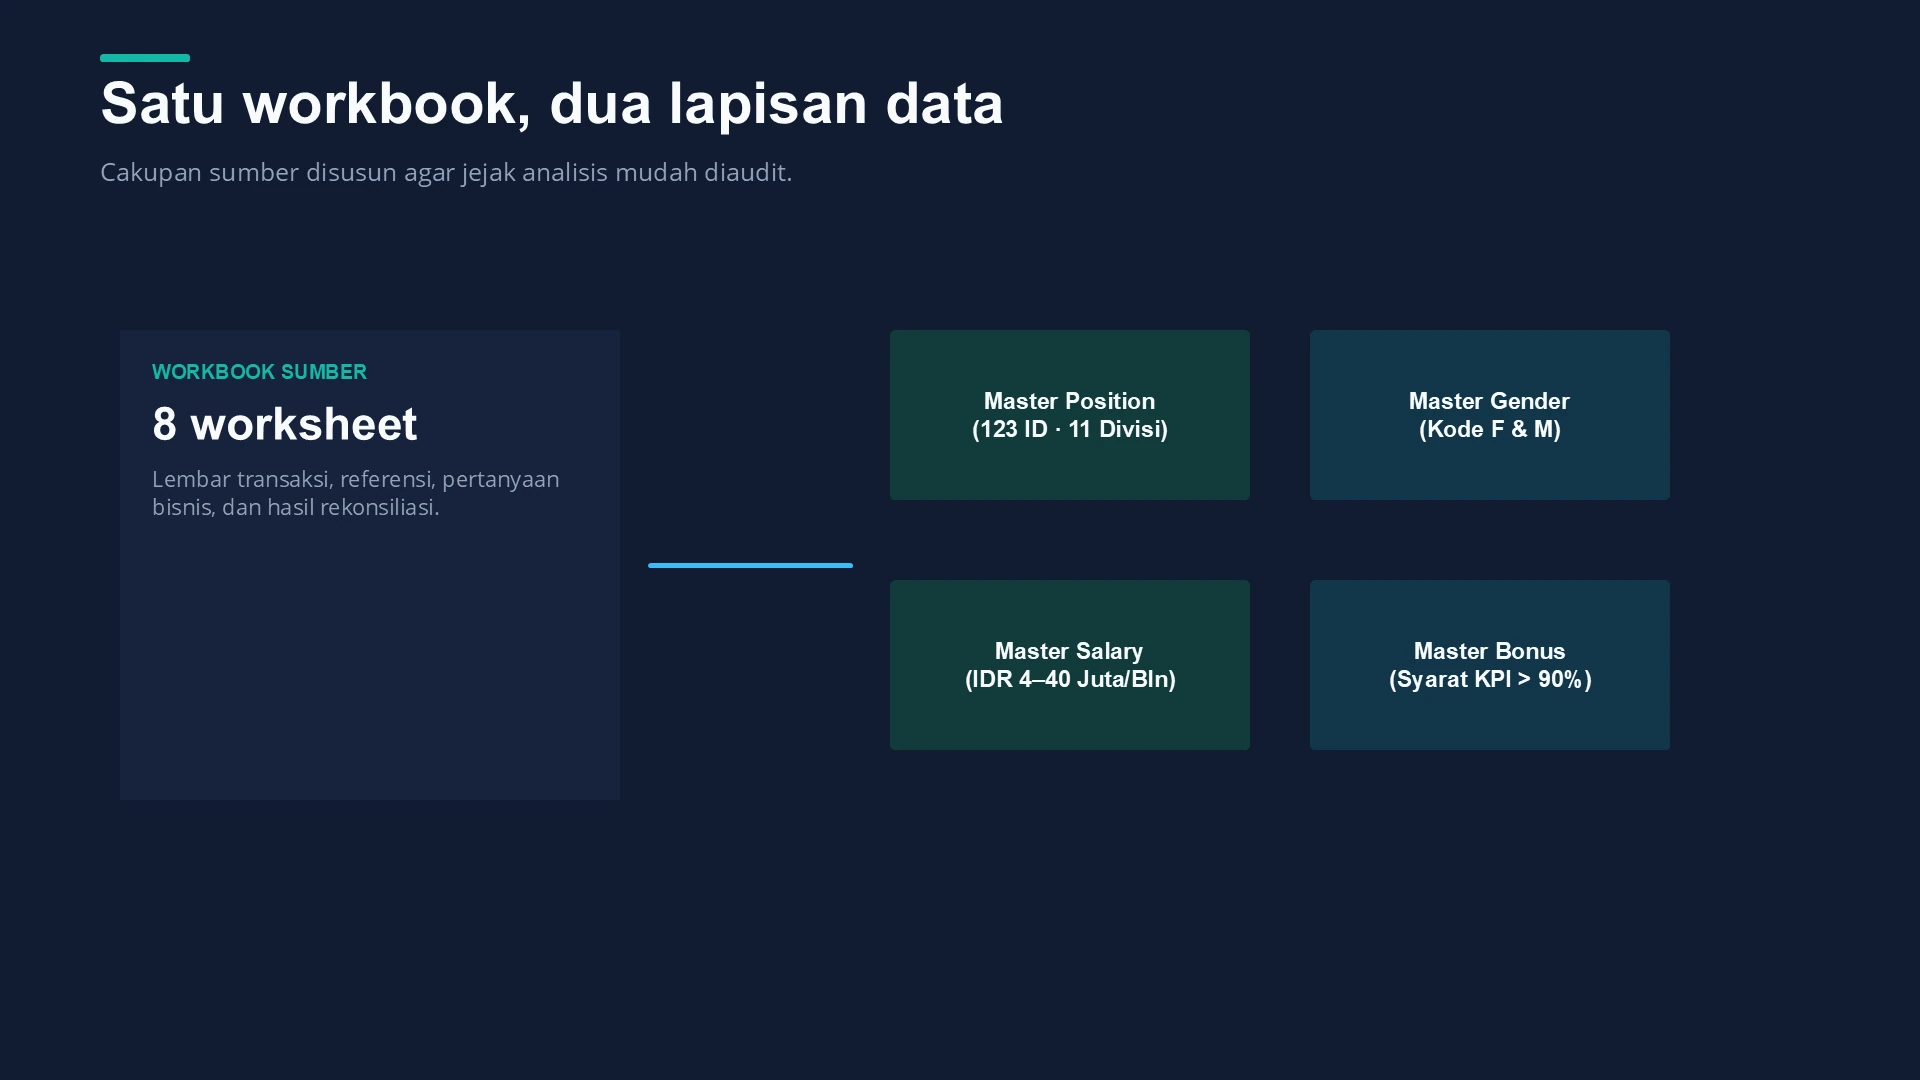 Satu workbook, dua lapisan data
Cakupan sumber disusun agar jejak analisis mudah diaudit.
WORKBOOK SUMBER
8 worksheet
Lembar transaksi, referensi, pertanyaan
bisnis, dan hasil rekonsiliasi.
Master Position
(123 ID · 11 Divisi)
Master Gender
(Kode F & M)
Master Salary
(IDR 4–40 Juta/Bln)
Master Bonus
(Syarat KPI > 90%)